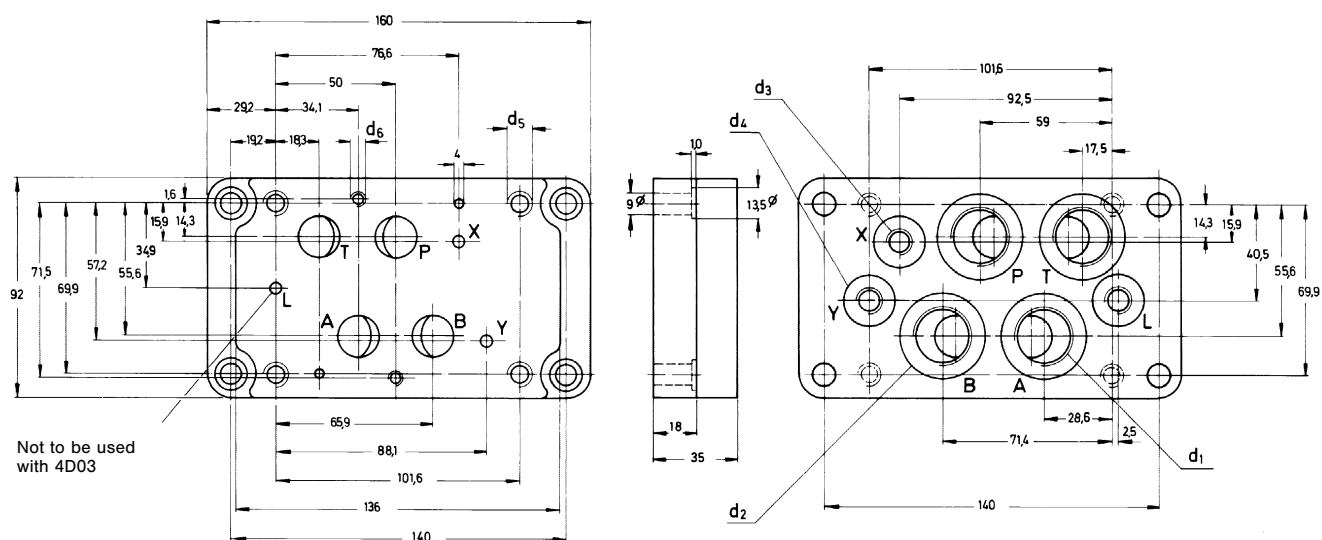 160
76,6
50
29,2
34,1
19,2
18,3
d6
d5
4
1,6
15,9
14,3
34,9
57,2
55,6
71,5
69,9
92
T
P
X
L
A
B
Y
65,9
88,1
101,6
136
140
Not to be used
with 4D03
1,0
9 Ø
13,5 Ø
18
35
101,6
92,5
59
17,5
d3
d4
X
P
T
Y
L
B
A
14,3
15,9
40,5
55,6
69,9
28,6
71,4
2,5
d1
d2
140